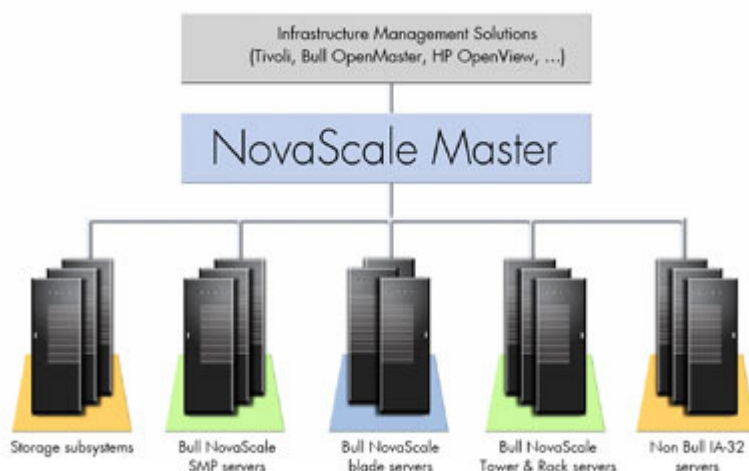 Infrastructure Management Solutions
(Tivoli, Bull OpenMaster, HP OpenView, ...)
NovaScale Master
Storage subsystems
Bull NovaScale
SMP servers
Bull NovaScale
blade servers
Bull NovaScale
Tower & Rack servers
Non Bull IA-32
servers